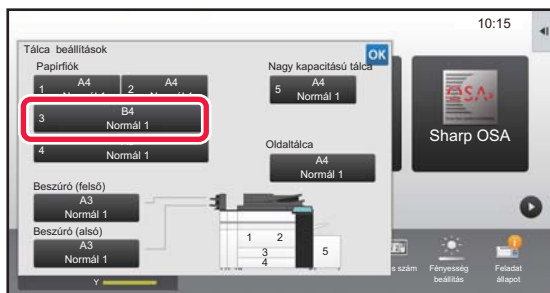 10:15
Tálca beállítások
OK
Papírfiók
Nagy kapacitású tálca
1 A4
2 A4
5 A4
Normál 1
3 B4
Normál 1
4
Normál 1
Oldaltálca
A4
Normál 1
Sharp OSA
Beszúró (felső)
A3
Normál 1
Beszúró (alsó)
A3
Normál 1
1 2
3
4
5
s szám
Fényesség
beállítás
Feladat
állapot
Y